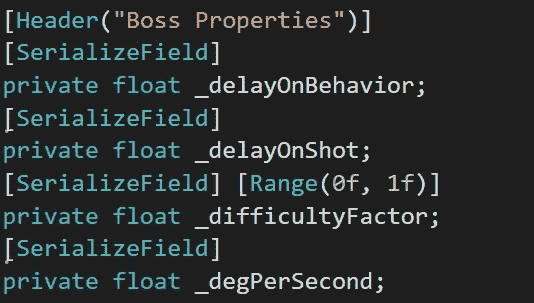 [Header("Boss Properties")]
[SerializeField]
private float _delayOnBehavior;
[SerializeField]
private float _delayOnShot;
[SerializeField] [Range(0f, 1f)]
private float _difficultyFactor;
[SerializeField]
private float _degPerSecond;